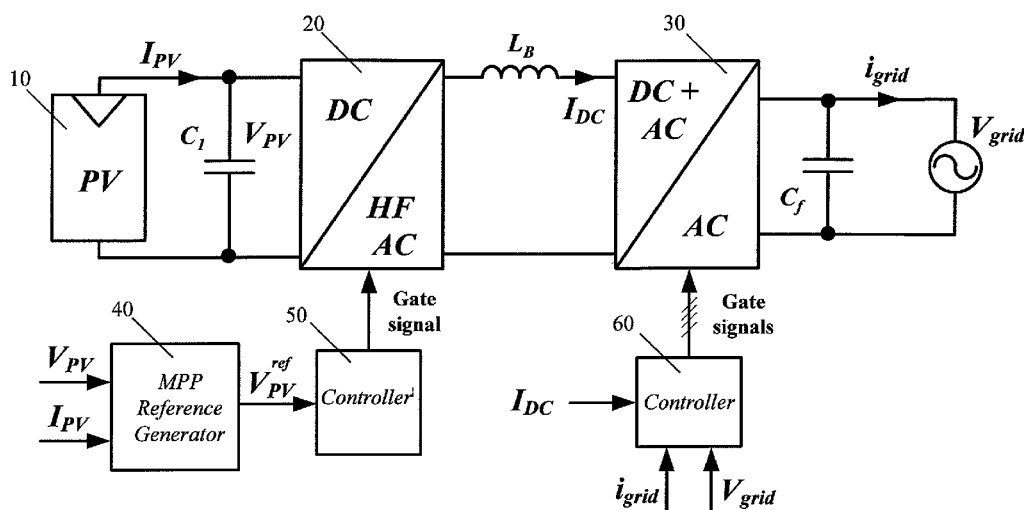 10
PV
I_PV
C_1
V_PV
20
DC
HF
AC
L_B
I_DC
30
DC +
AC
AC
i_grid
C_f
V_grid
Gate
signal
Gate
signals
40
V_PV
I_PV
MPP
Reference
Generator
V_PV^ref
50
Controller
60
I_DC
Controller
i_grid
V_grid